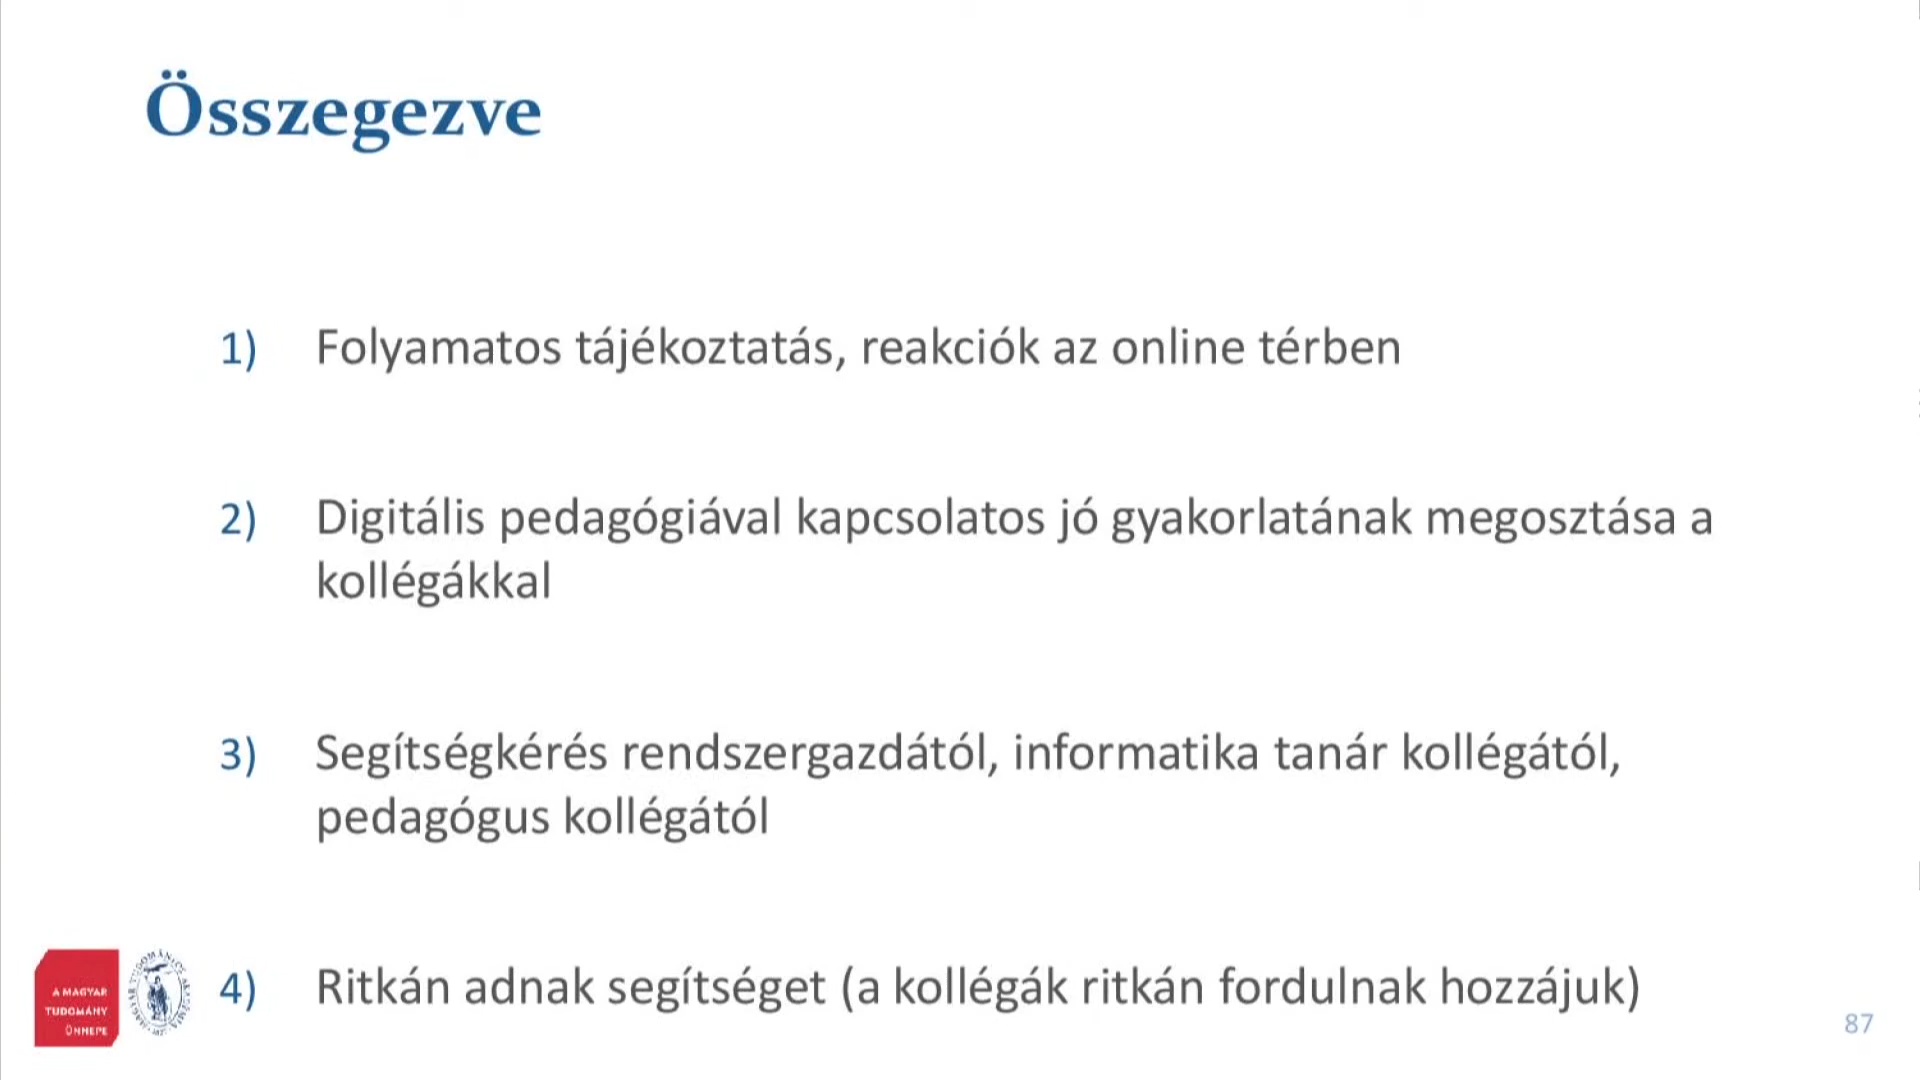 Összegezve
1) Folyamatos tájékoztatás, reakciók az online térben
2) Digitális pedagógiával kapcsolatos jó gyakorlatának megosztása a
kollégákkal
3) Segítségkérés rendszergazdától, informatika tanár kollégától,
pedagógus kollégától
4) Ritkán adnak segítséget (a kollégák ritkán fordulnak hozzájuk)
A MAGYAR
TUDOMÁNY
ÜNNEPE
87